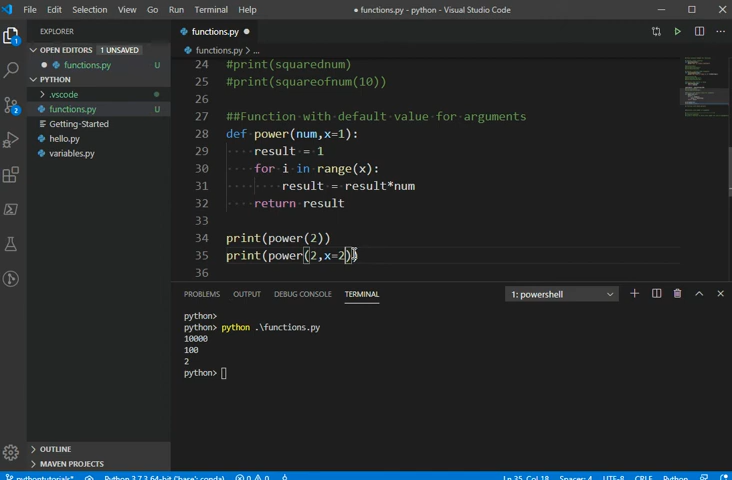 File Edit Selection View Go Run Terminal Help
● functions.py - python - Visual Studio Code
EXPLORER
OPEN EDITORS 1 UNSAVED
● functions.py U
PYTHON
.vscode
functions.py U
Getting-Started
hello.py
variables.py
OUTLINE
MAVEN PROJECTS
1
2
functions.py ●
functions.py > ...
24 #print(squarednum)
25 #print(squareofnum(10))
26
27 ##Function with default value for arguments
28 def power(num,x=1):
29 result = 1
30 for i in range(x):
31 result = result*num
32 return result
33
34 print(power(2))
35 print(power(2,x=2))
36
PROBLEMS OUTPUT DEBUG CONSOLE TERMINAL
1: powershell
python>
python> python .\functions.py
10000
100
2
python>
pythontutorials* Python 3.7.3 64-bit ('base': conda) 0 0 Ln 35, Col 18 Spaces: 4 UTF-8 CRLF Python